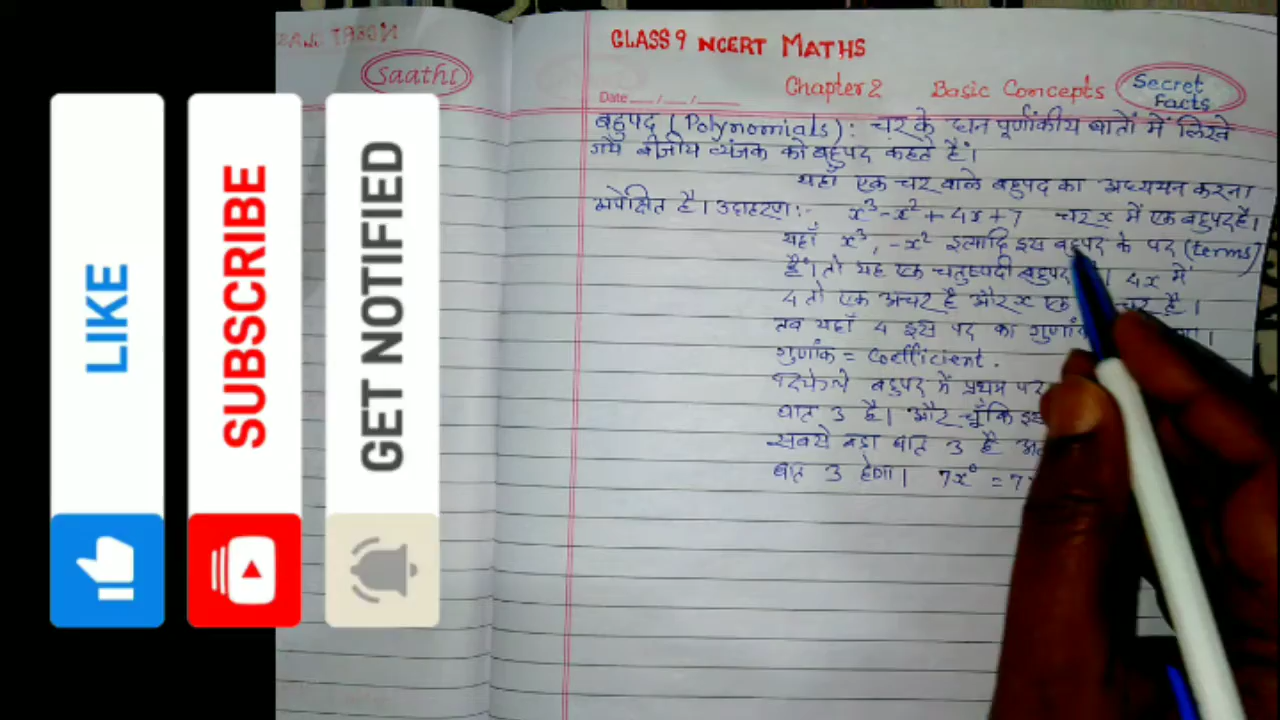 Saathi
CLASS 9 NCERT MATHS
Chapter 2 Basic Concepts Secret Facts
Date
बहुपद (Polynomials): चर के धन पूर्णांकीय घातों में लिखे
गये बीजीय व्यंजक को बहुपद कहते हैं।
यहाँ एक चर वाले बहुपद का अध्ययन करना
अपेक्षित है। उदाहरण:- x³-x²+4x+7 चर x में एक बहुपद है।
यहाँ x³, -x² इत्यादि इस बहुपद के पद (terms)
हैं। तो यह एक चतुष्पदी बहुपद । 4x में
4 तो एक अचर है और x एक चर है।
तब यहाँ 4 इस पद का
गुणांक = Coefficient.
बहुपद में प्रथम
घात 3 है। और चूँकि
सबसे बड़ा घात 3 है
घात 3 होगा। 7x⁰ = 7
LIKE
SUBSCRIBE
GET NOTIFIED